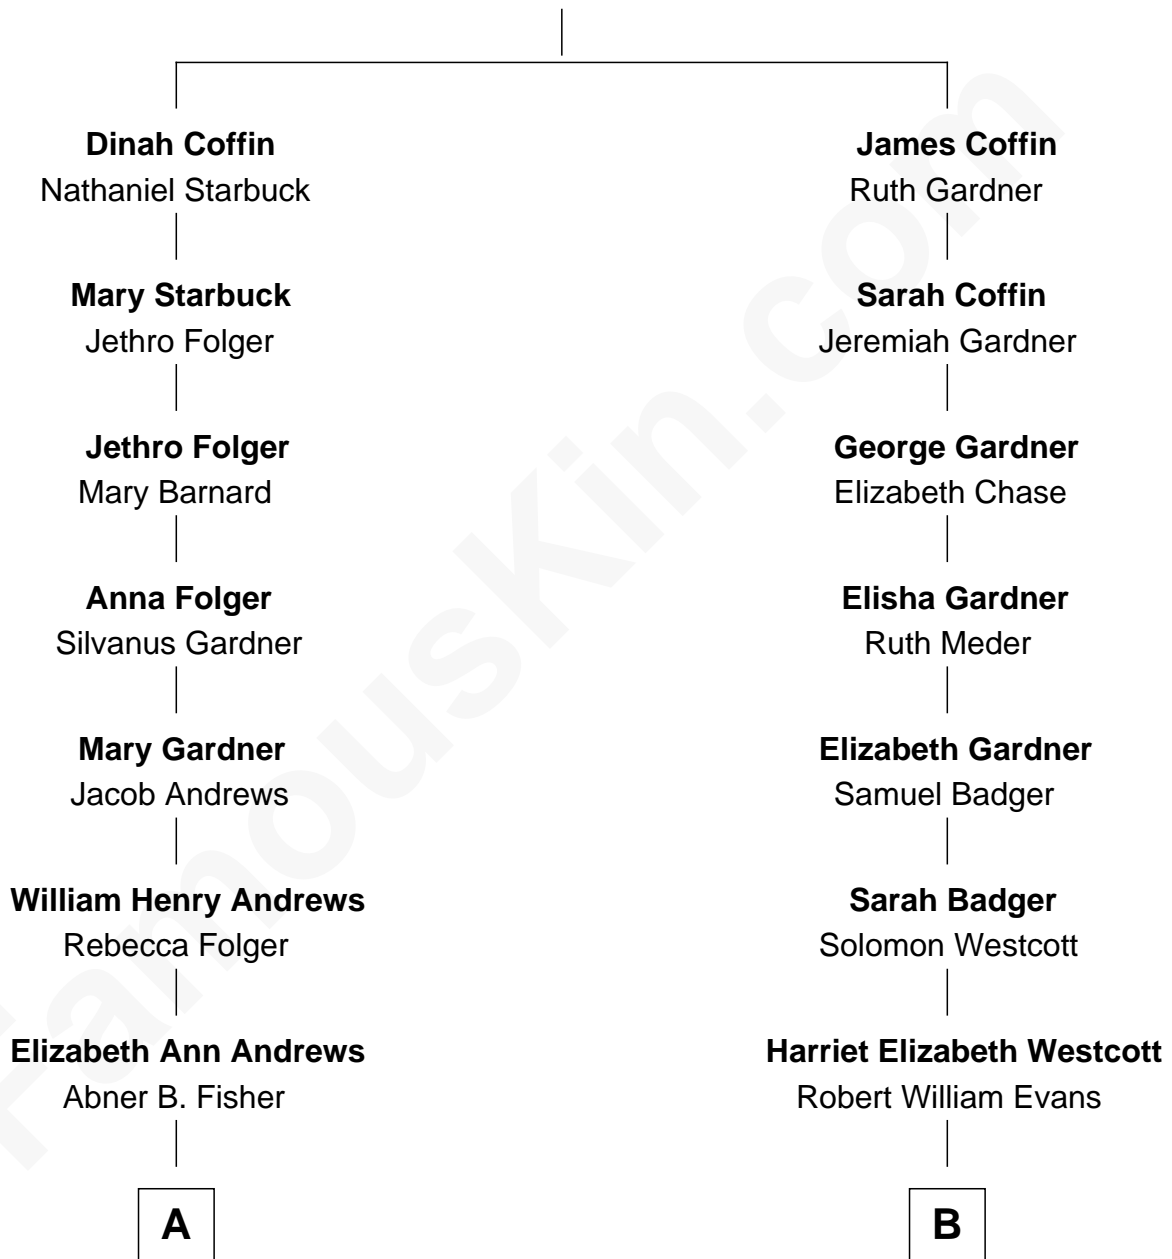 Dinah Coffin
Nathaniel Starbuck
James Coffin
Ruth Gardner
Mary Starbuck
Jethro Folger
Sarah Coffin
Jeremiah Gardner
Jethro Folger
Mary Barnard
George Gardner
Elizabeth Chase
Anna Folger
Silvanus Gardner
Elisha Gardner
Ruth Meder
Mary Gardner
Jacob Andrews
Elizabeth Gardner
Samuel Badger
William Henry Andrews
Rebecca Folger
Sarah Badger
Solomon Westcott
Elizabeth Ann Andrews
Abner B. Fisher
Harriet Elizabeth Westcott
Robert William Evans
A
B
FamousKin.com